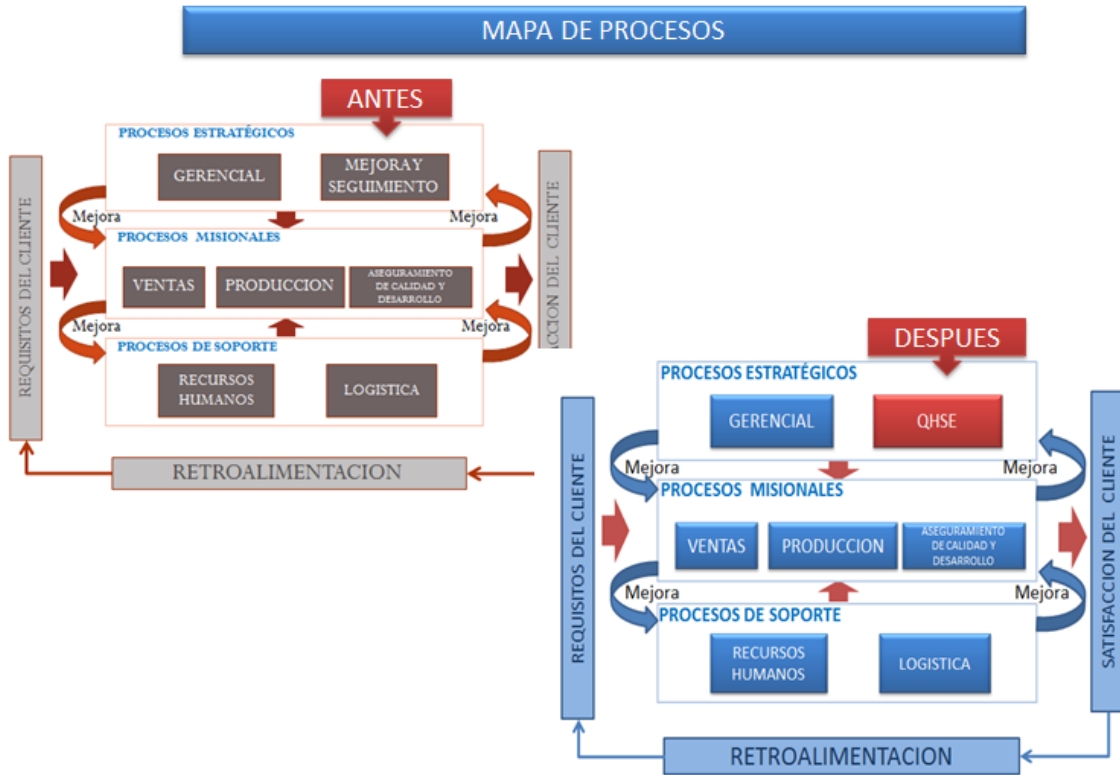 MAPA DE PROCESOS
ANTES
PROCESOS ESTRATÉGICOS
GERENCIAL
MEJORA Y
SEGUIMIENTO
REQUISITOS DEL CLIENTE
Mejora
Mejora
PROCESOS MISIONALES
VENTAS
PRODUCCION
ASEGURAMIENTO
DE CALIDAD Y
DESARROLLO
DEL CLIENTE
Mejora
Mejora
PROCESOS DE SOPORTE
RECURSOS
HUMANOS
LOGISTICA
RETROALIMENTACION
DESPUES
PROCESOS ESTRATÉGICOS
GERENCIAL
QHSE
REQUISITOS DEL CLIENTE
Mejora
Mejora
PROCESOS MISIONALES
VENTAS
PRODUCCION
ASEGURAMIENTO
DE CALIDAD Y
DESARROLLO
SATISFACCION DEL CLIENTE
Mejora
Mejora
PROCESOS DE SOPORTE
RECURSOS
HUMANOS
LOGISTICA
RETROALIMENTACION